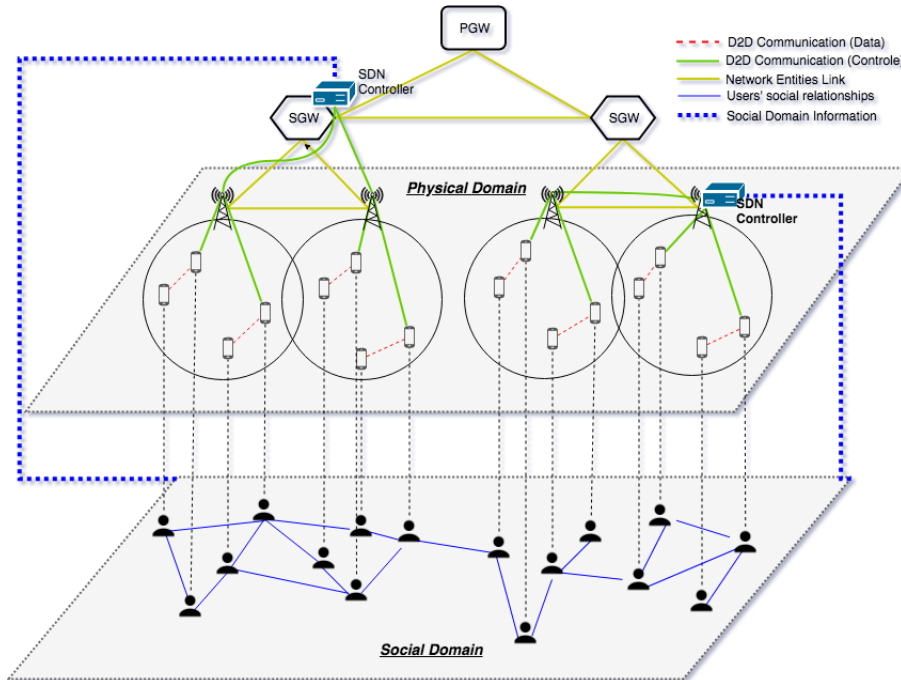 PGW
D2D Communication (Data)
D2D Communication (Controle)
Network Entities Link
Users' social relationships
Social Domain Information
SDN
Controller
SGW
SGW
Physical Domain
SDN
Controller
Social Domain